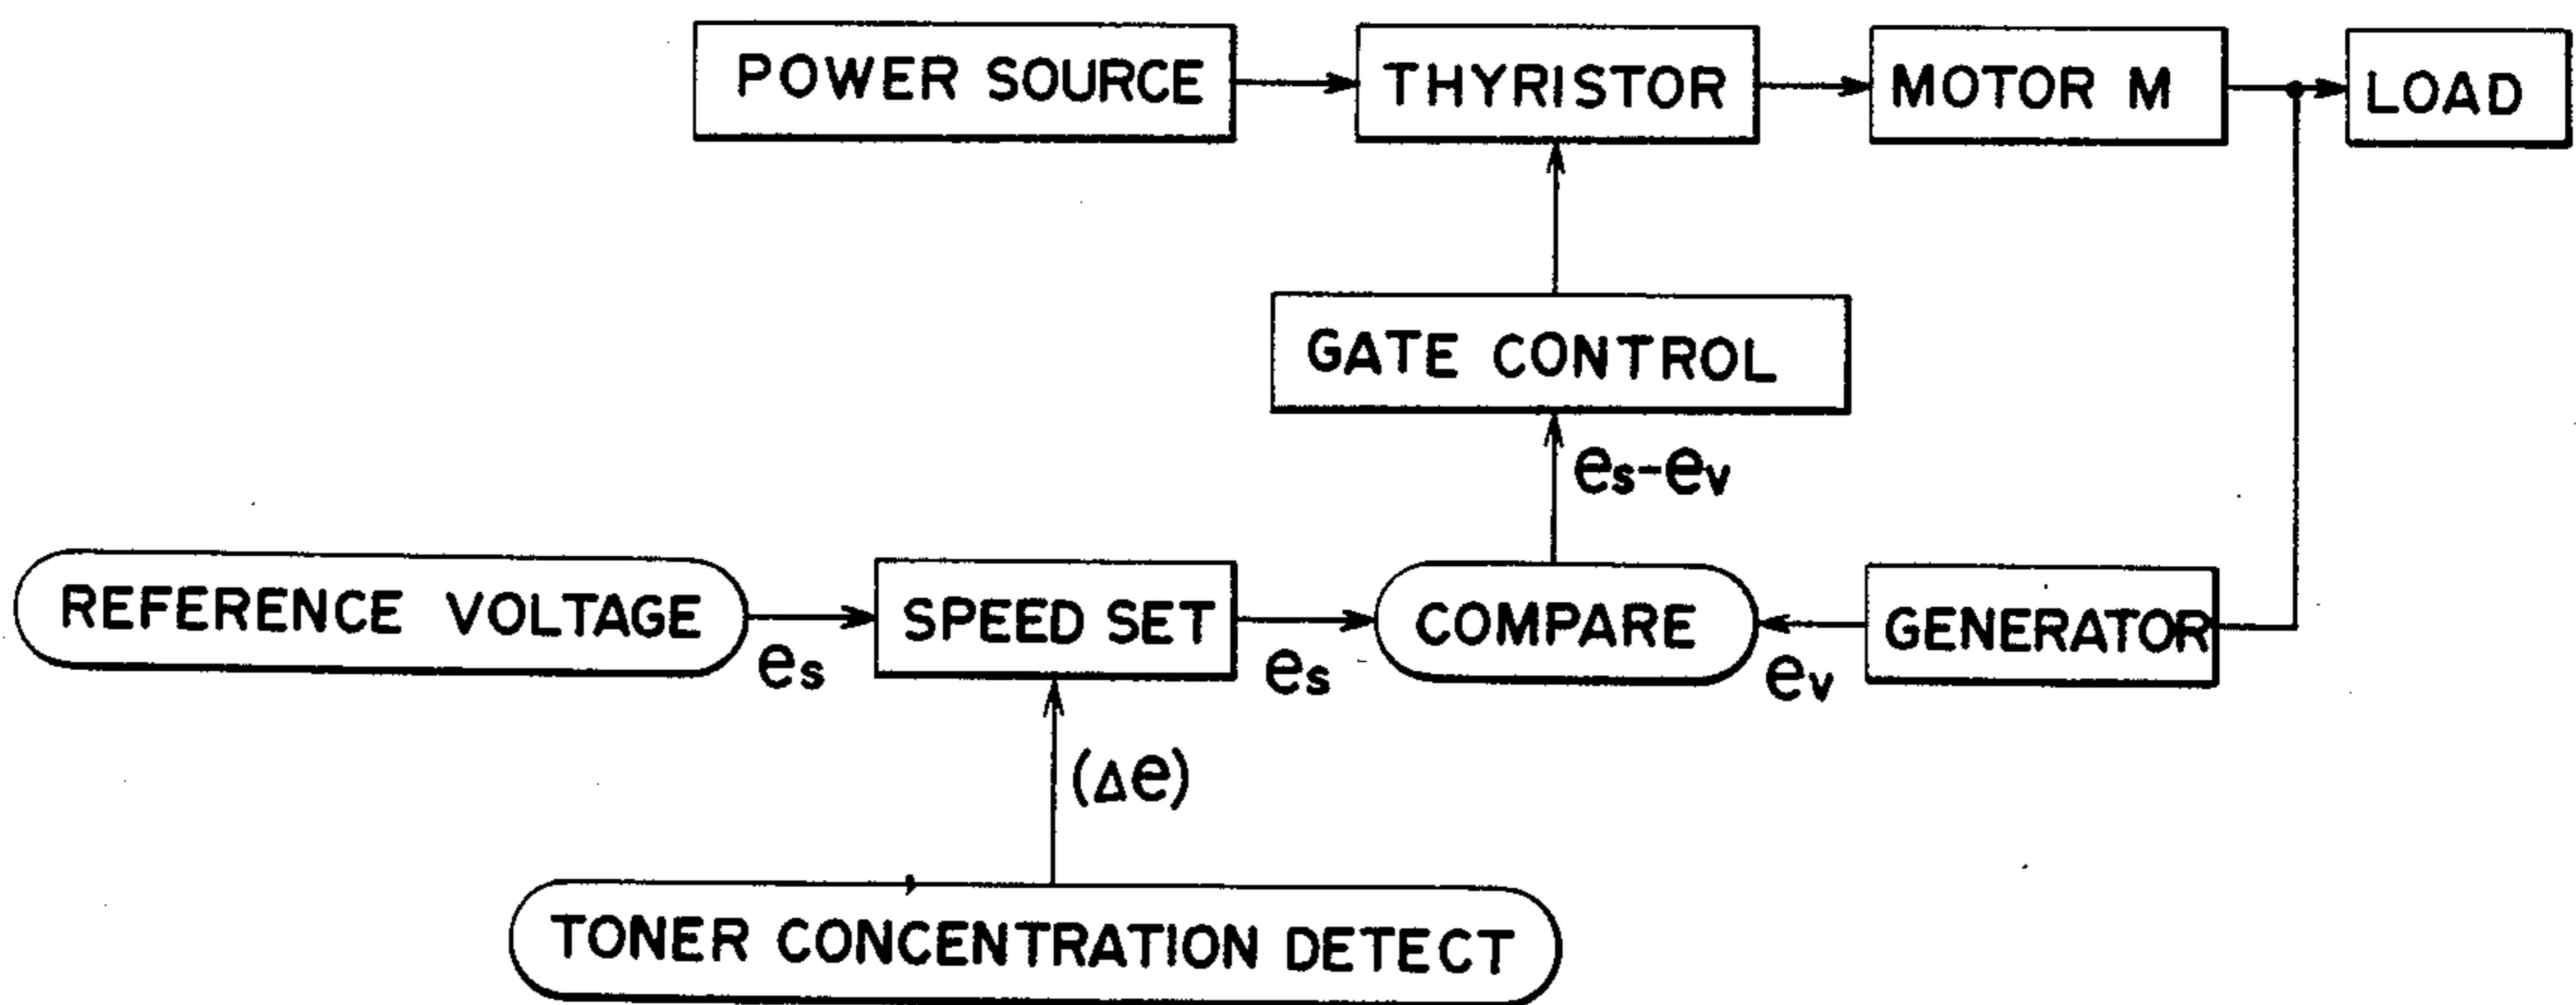 POWER SOURCE
THYRISTOR
MOTOR M
LOAD
GATE CONTROL
es-ev
REFERENCE VOLTAGE
es
SPEED SET
es
COMPARE
ev
GENERATOR
(Δe)
TONER CONCENTRATION DETECT